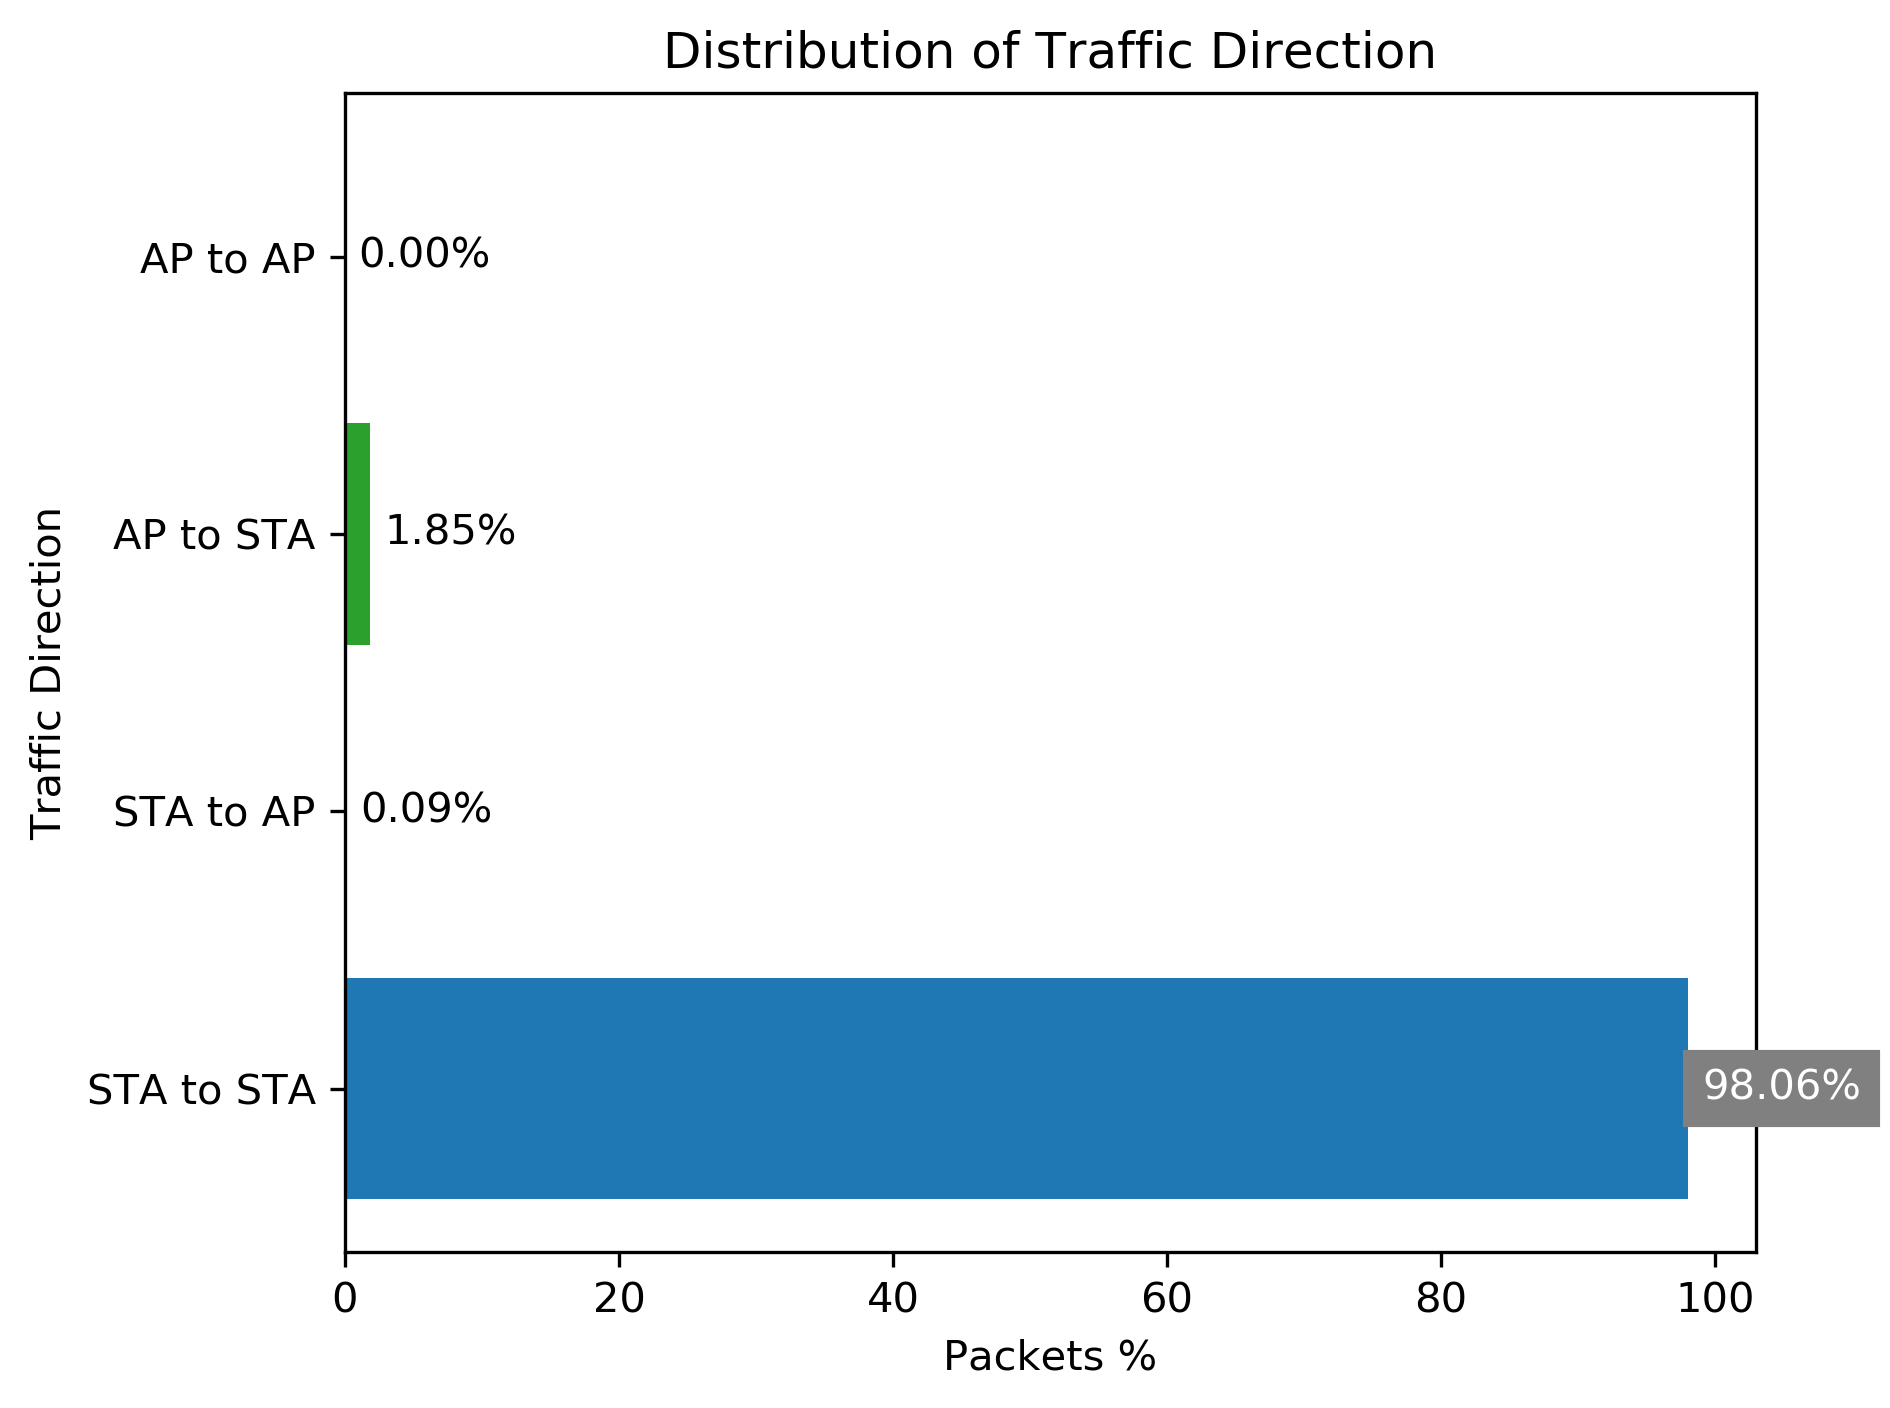 Distribution of Traffic Direction
Traffic Direction
AP to AP 0.00%
AP to STA 1.85%
STA to AP 0.09%
STA to STA 98.06%
0 20 40 60 80 100
Packets %